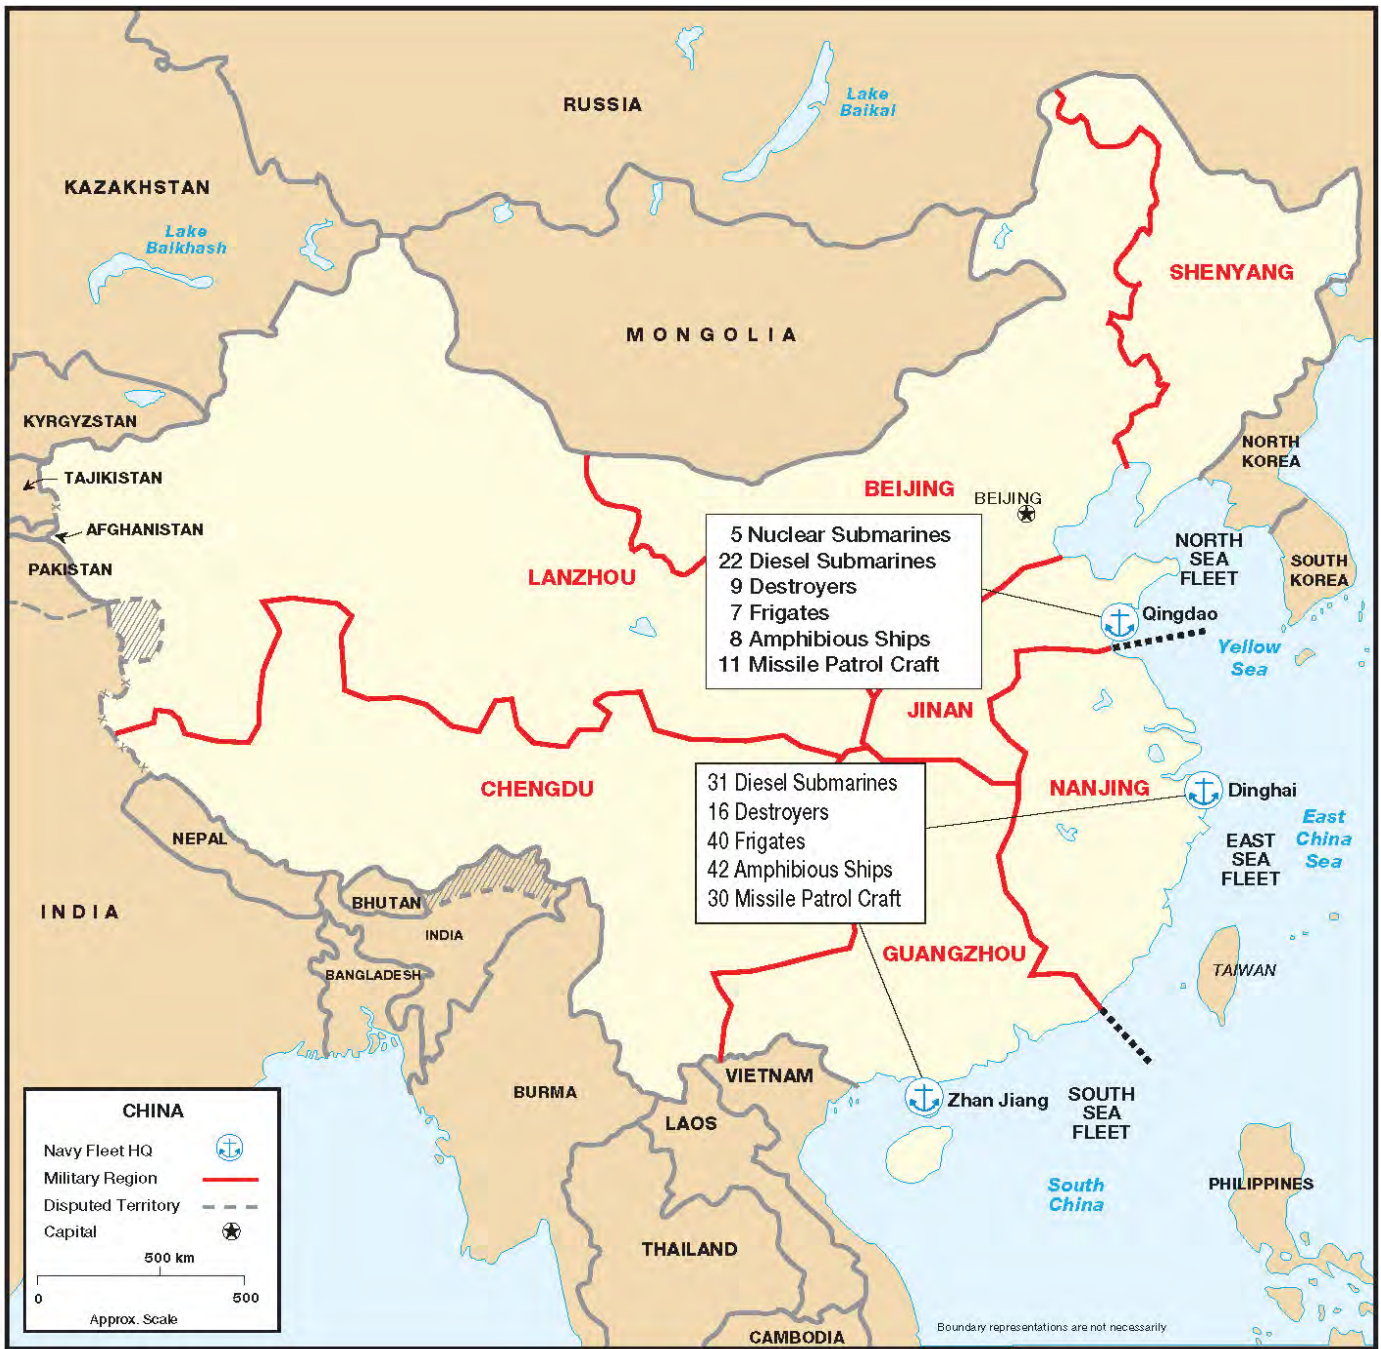 RUSSIA
Lake
Baikal
KAZAKHSTAN
Lake
Balkhash
SHENYANG
MONGOLIA
KYRGYZSTAN
NORTH
KOREA
TAJIKISTAN
BEIJING
BEIJING
AFGHANISTAN
PAKISTAN
LANZHOU
5 Nuclear Submarines
22 Diesel Submarines
9 Destroyers
7 Frigates
8 Amphibious Ships
11 Missile Patrol Craft
NORTH
SEA
FLEET
SOUTH
KOREA
Qingdao
Yellow
Sea
JINAN
CHENGDU
31 Diesel Submarines
16 Destroyers
40 Frigates
42 Amphibious Ships
30 Missile Patrol Craft
NANJING
Dinghai
East
China
Sea
EAST
SEA
FLEET
NEPAL
BHUTAN
INDIA
INDIA
BANGLADESH
GUANGZHOU
TAIWAN
VIETNAM
BURMA
LAOS
Zhan Jiang
SOUTH
SEA
FLEET
South
China
PHILIPPINES
THAILAND
CAMBODIA
CHINA
Navy Fleet HQ
Military Region
Disputed Territory
Capital
500 km
0
500
Approx. Scale
Boundary representations are not necessarily